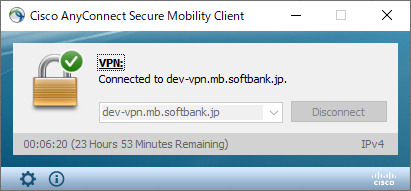 Cisco AnyConnect Secure Mobility Client
VPN:
Connected to dev-vpn.mb.softbank.jp.
dev-vpn.mb.softbank.jp
Disconnect
00:06:20 (23 Hours 53 Minutes Remaining)
IPv4
cisco